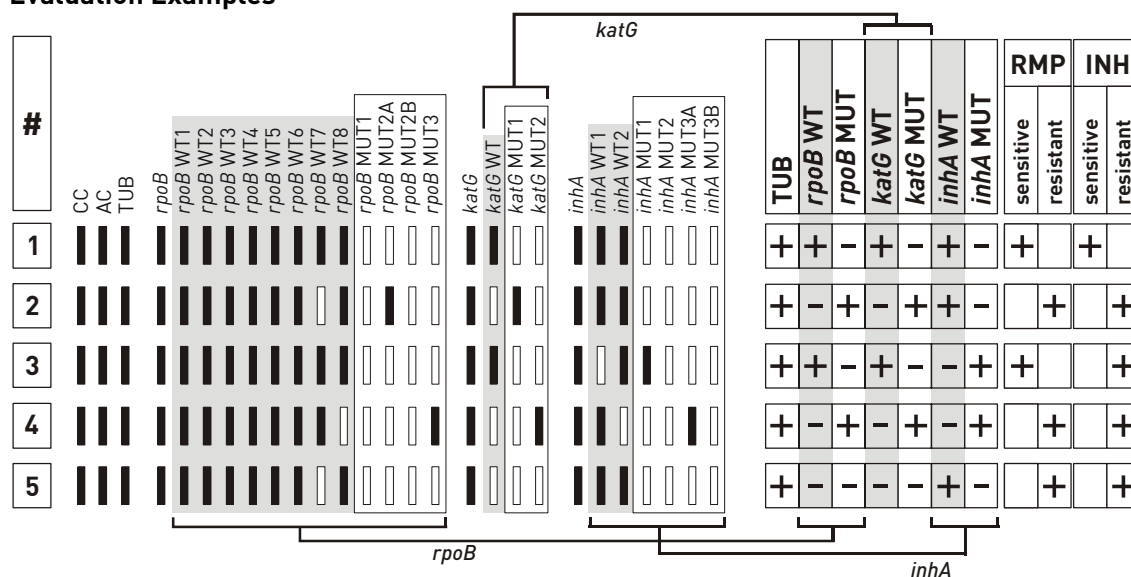 Evaluation Examples
katG
#
CC
AC
TUB
rpoB
rpoB WT1
rpoB WT2
rpoB WT3
rpoB WT4
rpoB WT5
rpoB WT6
rpoB WT7
rpoB WT8
rpoB MUT1
rpoB MUT2A
rpoB MUT2B
rpoB MUT3
katG
katG WT
katG MUT1
katG MUT2
inhA
inhA WT1
inhA WT2
inhA MUT1
inhA MUT2
inhA MUT3A
inhA MUT3B
TUB
rpoB WT
rpoB MUT
katG WT
katG MUT
inhA WT
inhA MUT
RMP INH
sensitive
resistant
sensitive
resistant
1 + + − + − + − + +
2 + − + − + + − + +
3 + + − + − − + + +
4 + − + − + − + + +
5 + − − − − + − + +
rpoB
inhA